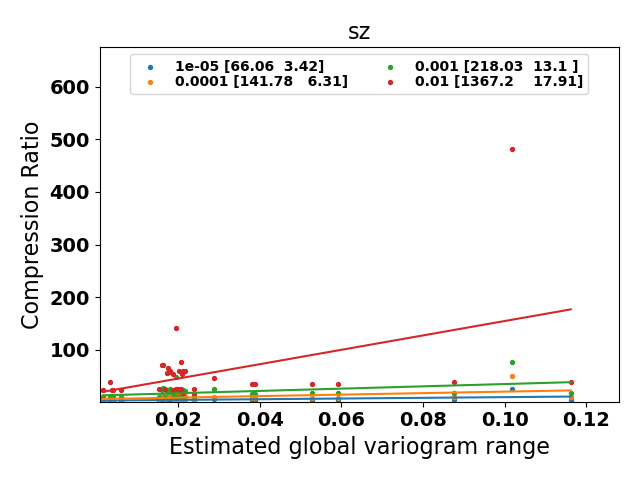 sz
1e-05 [66.06  3.42]
0.0001 [141.78   6.31]
0.001 [218.03  13.1 ]
0.01 [1367.2    17.91]
Compression Ratio
600
500
400
300
200
100
0.02 0.04 0.06 0.08 0.10 0.12
Estimated global variogram range